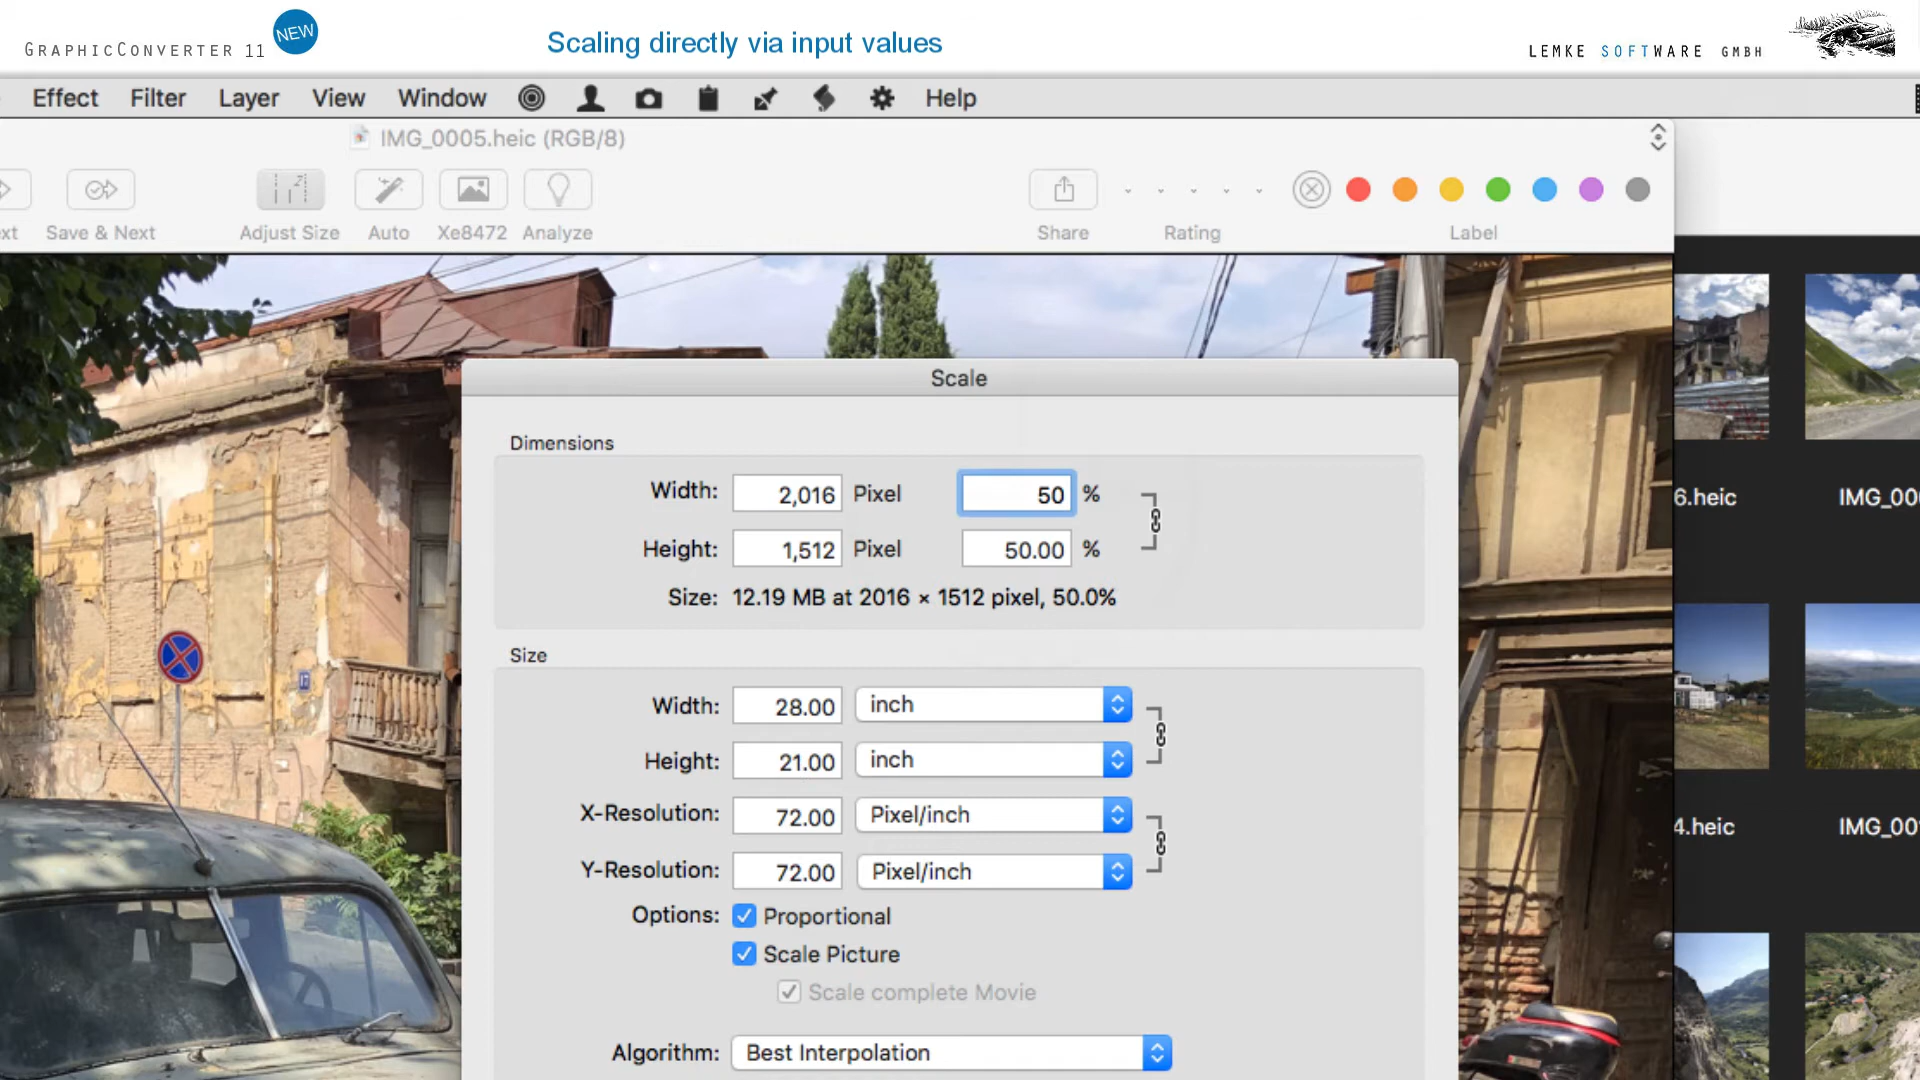 GRAPHICCONVERTER 11 NEW
Scaling directly via input values
LEMKE SOFTWARE GMBH
Effect Filter Layer View Window Help
IMG_0005.heic (RGB/8)
xt Save & Next Adjust Size Auto Xe8472 Analyze Share Rating Label
Scale
Dimensions
Width: 2,016 Pixel 50 %
Height: 1,512 Pixel 50.00 %
Size: 12.19 MB at 2016 × 1512 pixel, 50.0%
6.heic IMG_00
Size
Width: 28.00 inch
Height: 21.00 inch
X-Resolution: 72.00 Pixel/inch
4.heic IMG_00
Y-Resolution: 72.00 Pixel/inch
Options: Proportional
Scale Picture
Scale complete Movie
Algorithm: Best Interpolation